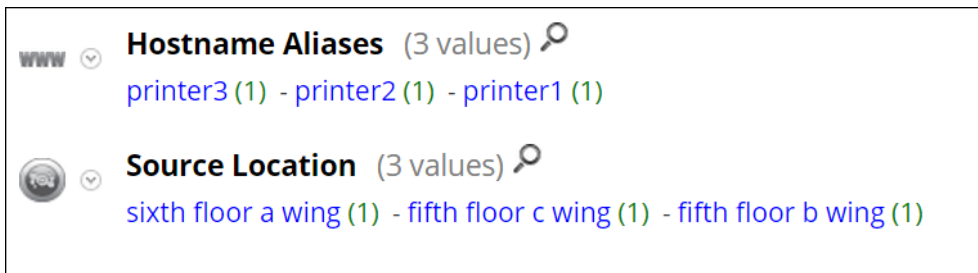 www
Hostname Aliases (3 values)
printer3 (1) - printer2 (1) - printer1 (1)
Source Location (3 values)
sixth floor a wing (1) - fifth floor c wing (1) - fifth floor b wing (1)